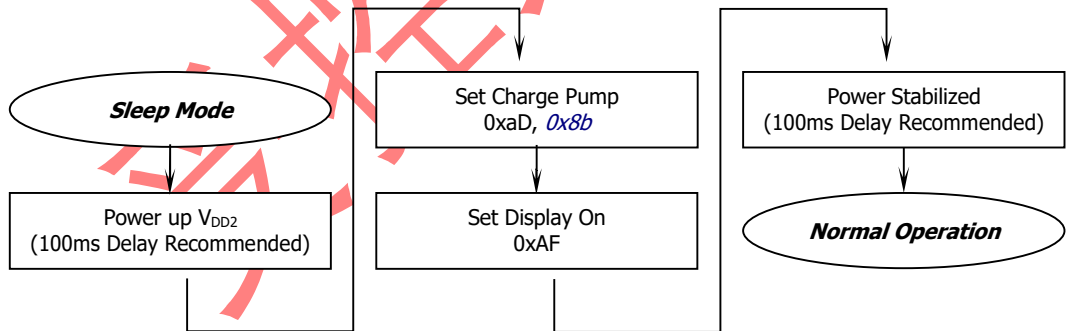 Sleep Mode
Power up VDD2
(100ms Delay Recommended)
Set Charge Pump
0xaD, 0x8b
Set Display On
0xAF
Power Stabilized
(100ms Delay Recommended)
Normal Operation